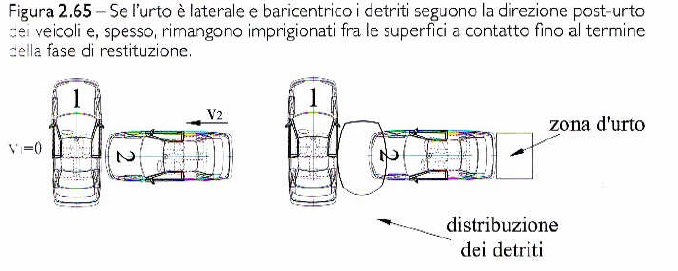 Figura 2.65 – Se l'urto è laterale e baricentrico i detriti seguono la direzione post-urto
dei veicoli e, spesso, rimangono imprigionati fra le superfici a contatto fino al termine
della fase di restituzione.
1
1
V2
zona d'urto
V1=0
2
2
distribuzione
dei detriti